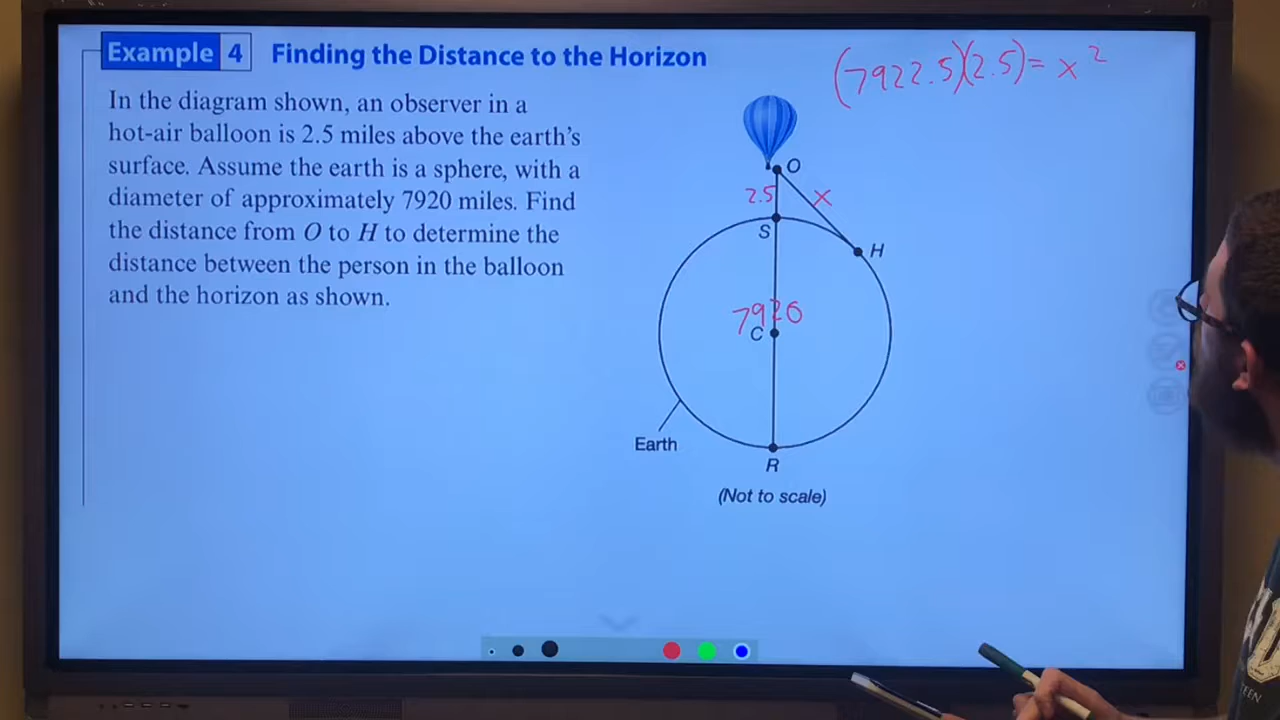 Example 4 Finding the Distance to the Horizon
(7922.5)(2.5) = x²
In the diagram shown, an observer in a
hot-air balloon is 2.5 miles above the earth's
surface. Assume the earth is a sphere, with a
diameter of approximately 7920 miles. Find
the distance from O to H to determine the
distance between the person in the balloon
and the horizon as shown.
O
2.5
x
S
H
7920
C
Earth
R
(Not to scale)